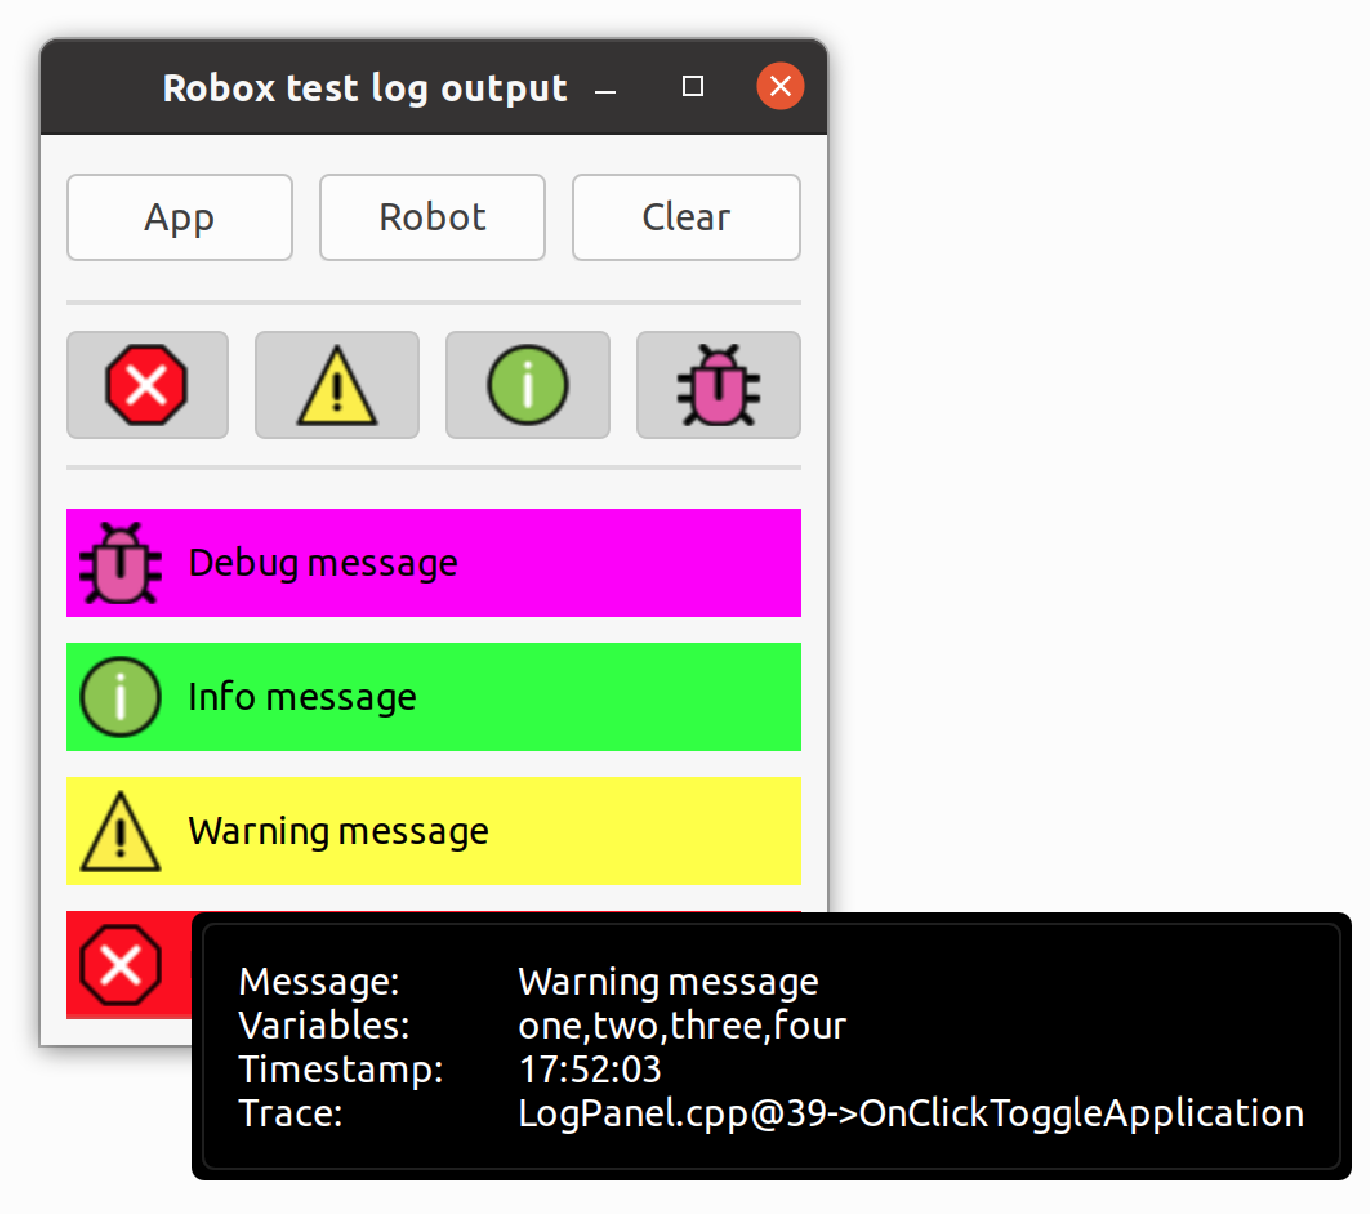 Robox test log output
App Robot Clear
Debug message
Info message
Warning message
Message: Warning message
Variables: one,two,three,four
Timestamp: 17:52:03
Trace: LogPanel.cpp@39->OnClickToggleApplication